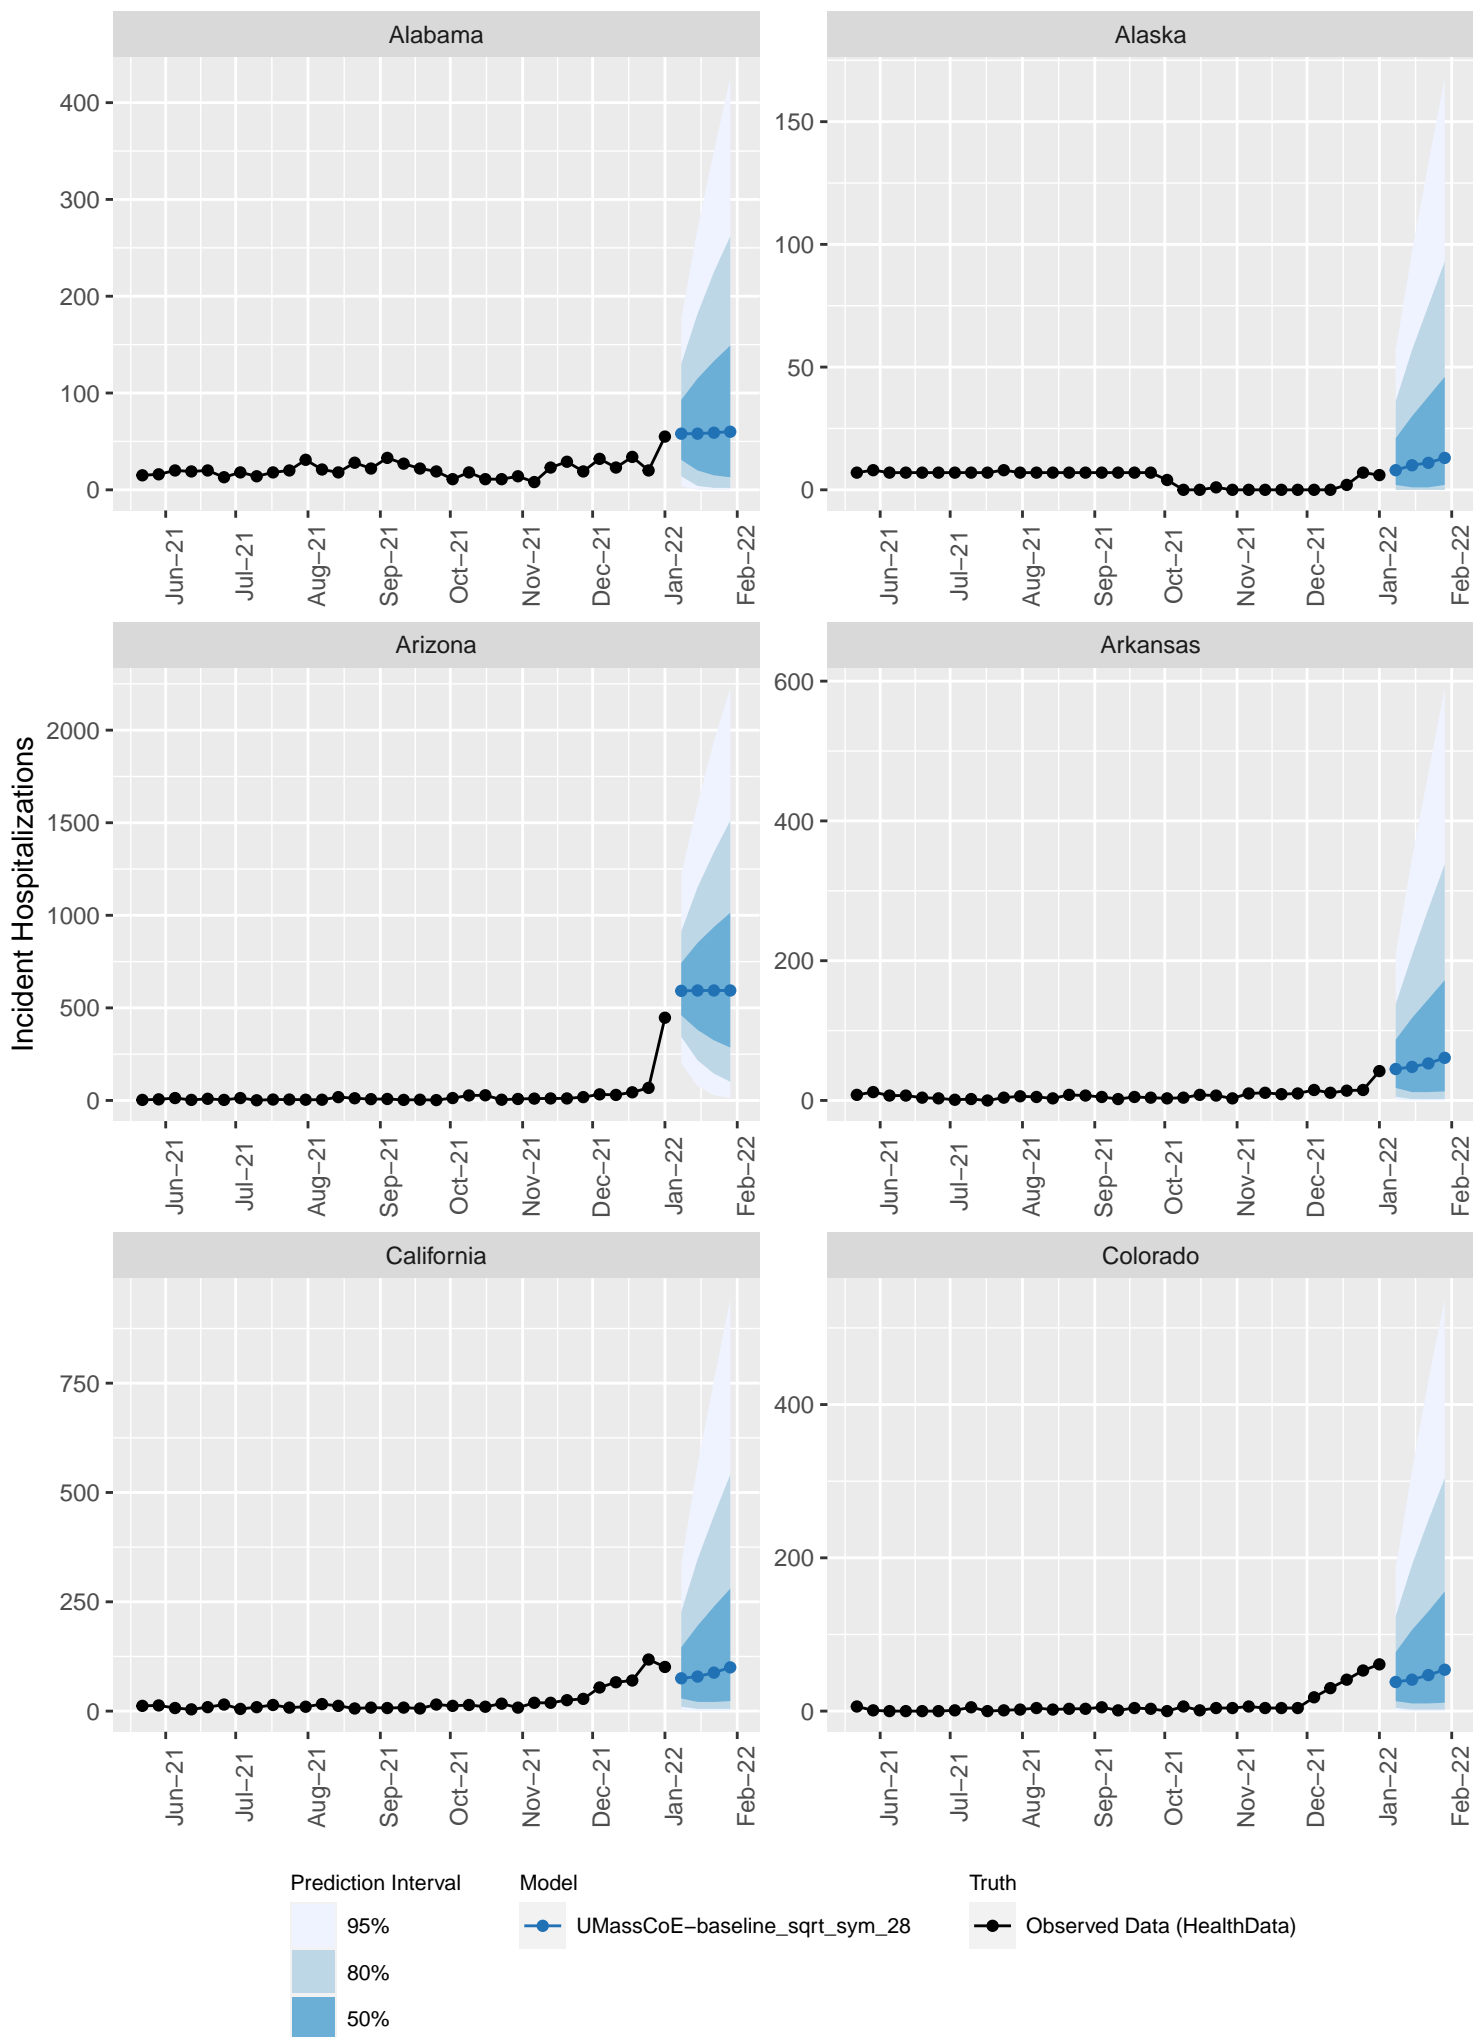 Alabama
Alaska
400
300
200
100
0
150
100
50
0
Jun−21
Jul−21
Aug−21
Sep−21
Oct−21
Nov−21
Dec−21
Jan−22
Feb−22
Jun−21
Jul−21
Aug−21
Sep−21
Oct−21
Nov−21
Dec−21
Jan−22
Feb−22
Incident Hospitalizations
Arizona
Arkansas
2000
1500
1000
500
0
600
400
200
0
Jun−21
Jul−21
Aug−21
Sep−21
Oct−21
Nov−21
Dec−21
Jan−22
Feb−22
Jun−21
Jul−21
Aug−21
Sep−21
Oct−21
Nov−21
Dec−21
Jan−22
Feb−22
California
Colorado
750
500
250
0
400
200
0
Jun−21
Jul−21
Aug−21
Sep−21
Oct−21
Nov−21
Dec−21
Jan−22
Feb−22
Jun−21
Jul−21
Aug−21
Sep−21
Oct−21
Nov−21
Dec−21
Jan−22
Feb−22
Prediction Interval
95%
80%
50%
Model
UMassCoE−baseline_sqrt_sym_28
Truth
Observed Data (HealthData)